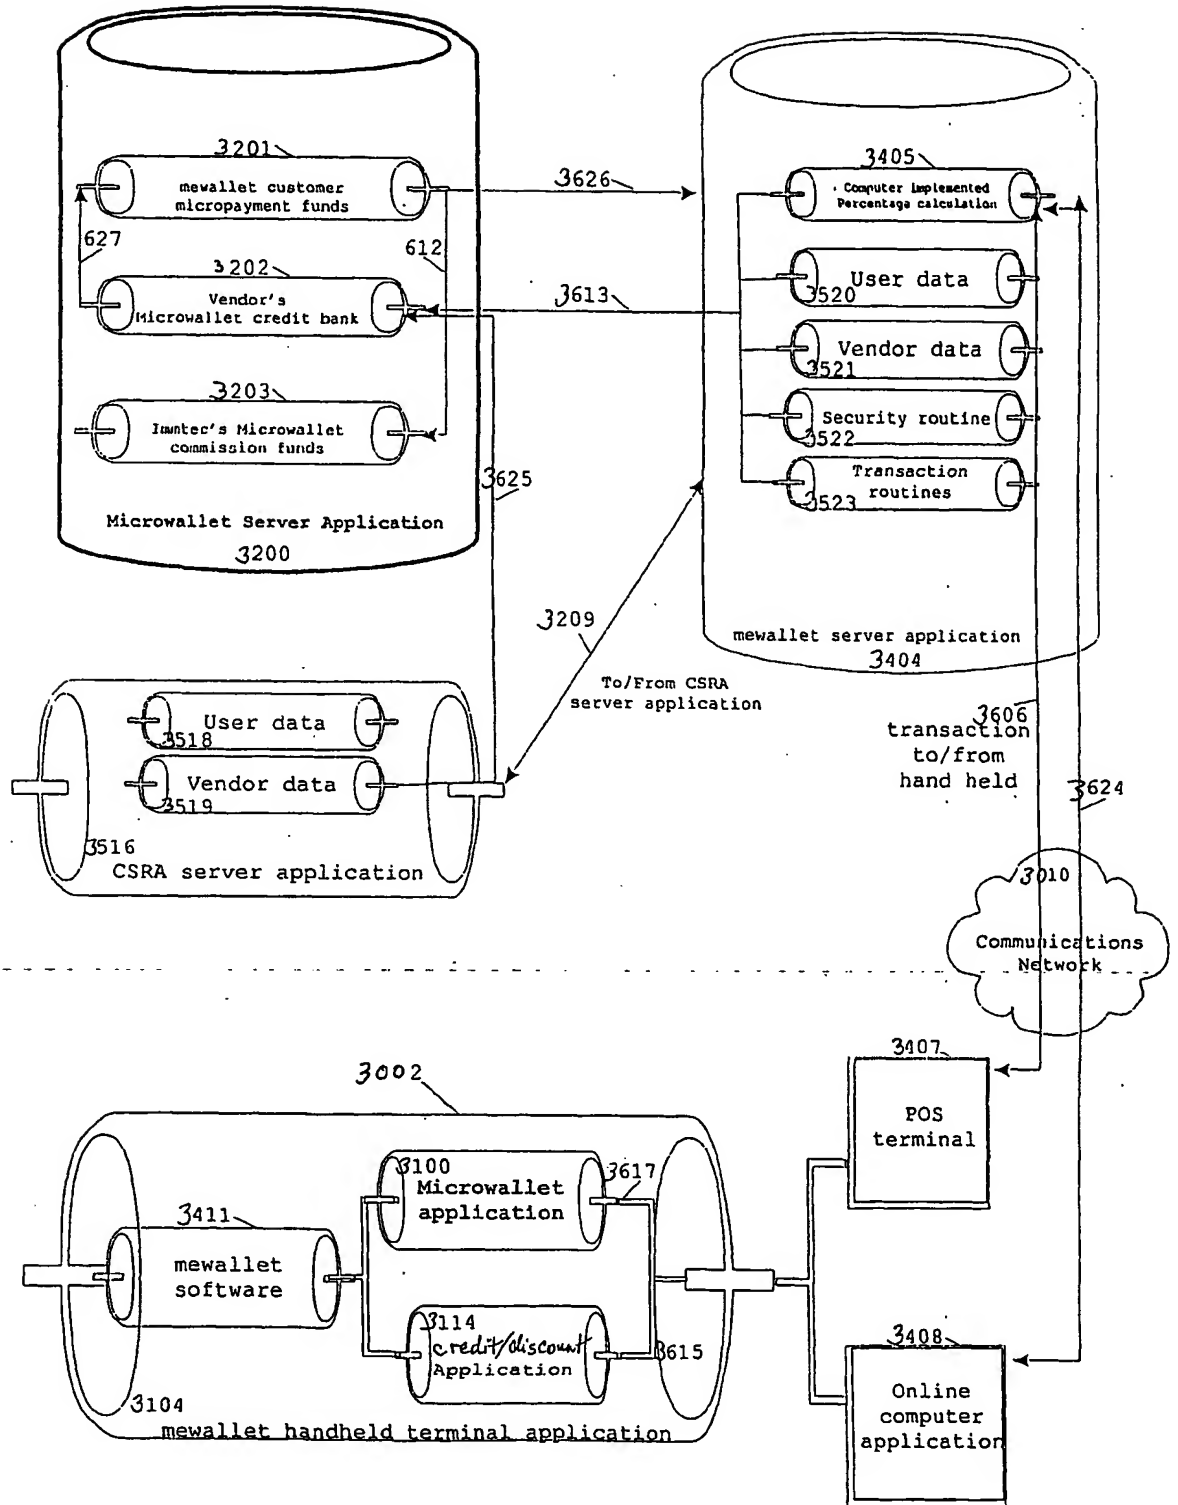 3201
mewallet customer
micropayment funds
627
612
3202
Vendor's
Microwallet credit bank
3203
Imntec's Microwallet
commission funds
Microwallet Server Application
3200
3626
3613
3625
3405
Computer Implemented
Percentage calculation
User data
3520
Vendor data
3521
Security routine
3522
Transaction
routines
3523
mewallet server application
3404
3209
To/From CSRA
server application
User data
3518
Vendor data
3519
3516
CSRA server application
3606
transaction
to/from
hand held
3624
3010
Communications
Network
3002
3407
POS
terminal
3100
Microwallet
application
3617
3411
mewallet
software
3114
credit/discount
Application
3615
3104
mewallet handheld terminal application
3408
Online
computer
application